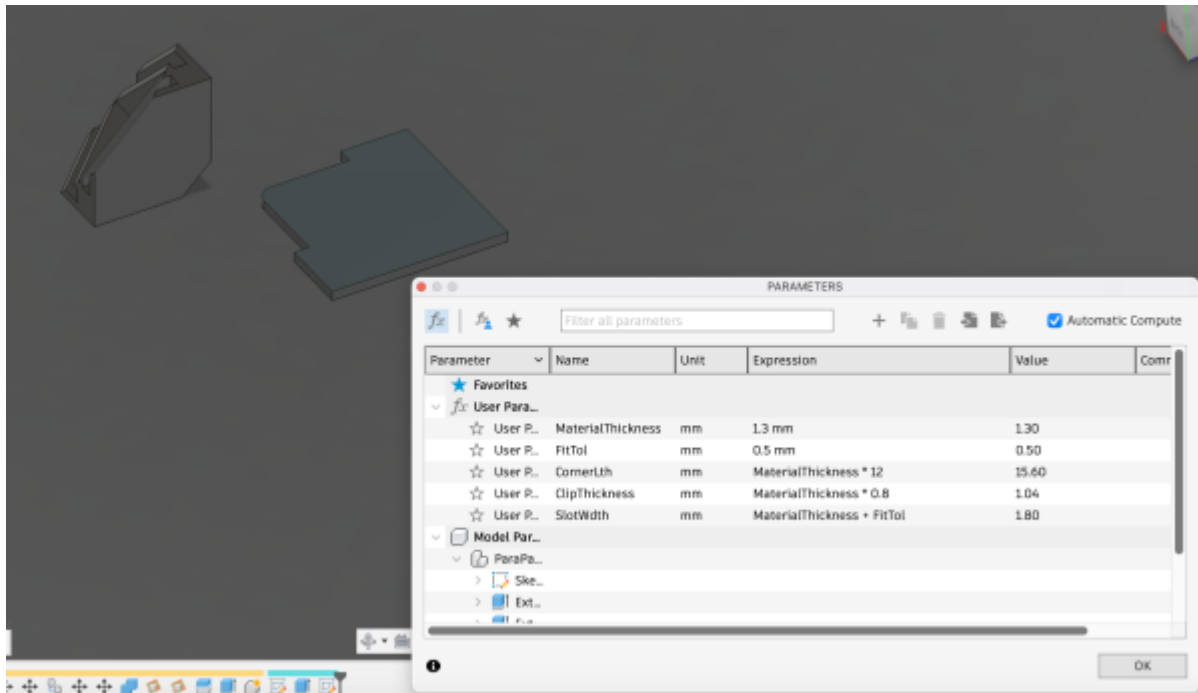 PARAMETERS
Filter all parameters
Automatic Compute
Parameter Name Unit Expression Value Comr
Favorites
fx User Para...
User P... MaterialThickness mm 1.3 mm 1.30
User P... FitTol mm 0.5 mm 0.50
User P... CornerLth mm MaterialThickness * 12 15.60
User P... ClipThickness mm MaterialThickness * 0.8 1.04
User P... SlotWdth mm MaterialThickness + FitTol 1.80
Model Par...
ParaPa...
Ske...
Ext...
OK